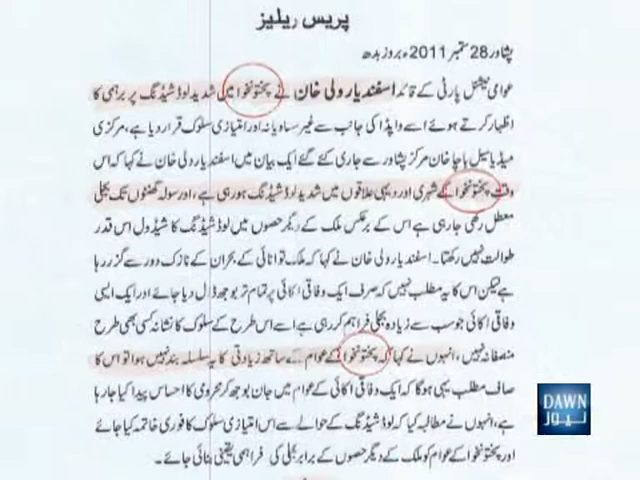 پریس ریلیز
پشاور 28 ستمبر 2011ء بروز بدھ
عوامی نیشنل پارٹی کے قائد اسفندیار ولی خان نے پختونخوا میں شدید لوڈشیڈنگ پر برہمی کا
اظہار کرتے ہوئے اسے واپڈا کی جانب سے غیر مساویانہ اور امتیازی سلوک قرار دیا ہے، مرکزی
میڈیا سیل باچا خان مرکز پشاور سے جاری کئے گئے ایک بیان میں اسفندیار ولی خان نے کہا کہ اس
وقت پختونخوا کے شہری اور دیہی علاقوں میں شدید لوڈشیڈنگ ہو رہی ہے، اور سولہ گھنٹوں تک بجلی
معطل رکھی جا رہی ہے اس کے برعکس ملک کے دیگر حصوں میں لوڈشیڈنگ کا شیڈول اس قدر
طوالت نہیں رکھتا۔ اسفندیار ولی خان نے کہا کہ ملک توانائی کے بحران کے نازک دور سے گزر رہا
ہے لیکن اس کا یہ مطلب نہیں کہ صرف ایک وفاقی اکائی پر تمام تر بوجھ ڈال دیا جائے اور ایک ایسی
وفاقی اکائی جو سب سے زیادہ بجلی فراہم کر رہی ہے اسے اس طرح کے سلوک کا نشانہ کسی بھی طرح
منصفانہ نہیں، انہوں نے کہا کہ پختونخوا کے عوام کے ساتھ زیادتی کا یہ سلسلہ بند نہیں ہوا تو اس کا
صاف مطلب یہی ہوگا کہ ایک وفاقی اکائی کے عوام میں جان بوجھ کر محرومی کا احساس پیدا کیا جا رہا
ہے، انہوں نے مطالبہ کیا کہ لوڈشیڈنگ کے حوالے سے اس امتیازی سلوک کا فوری خاتمہ کیا جائے
اور پختونخوا کے عوام کو ملک کے دیگر حصوں کے برابر بجلی کی فراہمی یقینی بنائی جائے۔
DAWN
نیوز